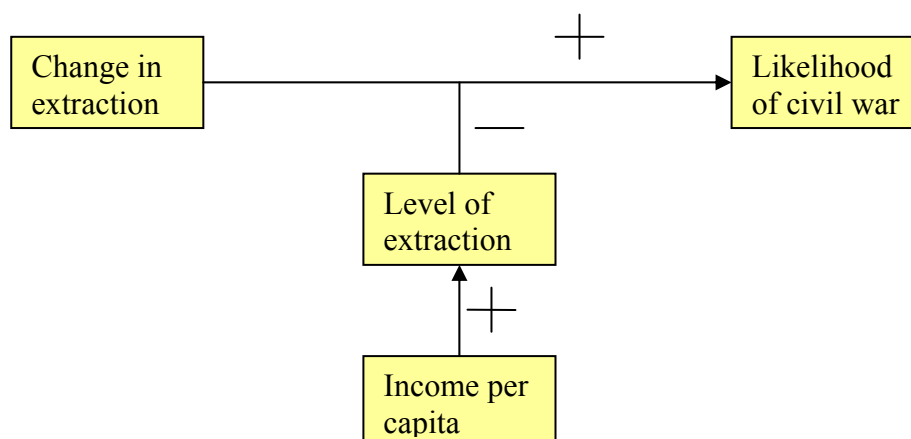 Change in
extraction
+
Likelihood
of civil war
—
Level of
extraction
+
Income per
capita